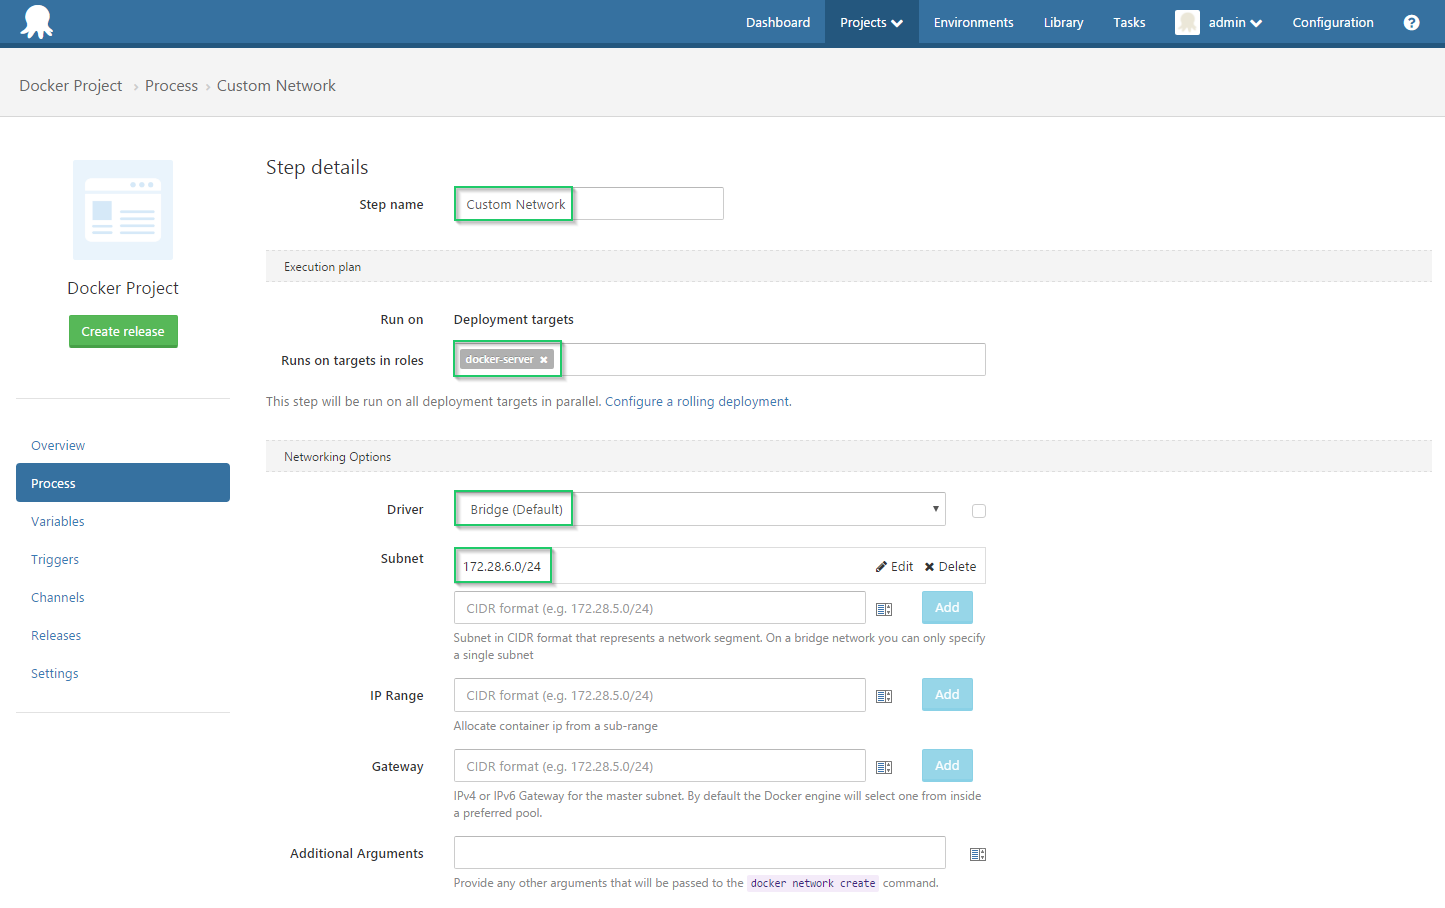 Dashboard Projects Environments Library Tasks admin Configuration ?
Docker Project › Process › Custom Network
Docker Project
Create release
Overview
Process
Variables
Triggers
Channels
Releases
Settings
Step details
Step name Custom Network
Execution plan
Run on Deployment targets
Runs on targets in roles docker-server ×
This step will be run on all deployment targets in parallel. Configure a rolling deployment.
Networking Options
Driver Bridge (Default)
Subnet 172.28.6.0/24 Edit Delete
CIDR format (e.g. 172.28.5.0/24) Add
Subnet in CIDR format that represents a network segment. On a bridge network you can only specify
a single subnet
IP Range CIDR format (e.g. 172.28.5.0/24) Add
Allocate container ip from a sub-range
Gateway CIDR format (e.g. 172.28.5.0/24) Add
IPv4 or IPv6 Gateway for the master subnet. By default the Docker engine will select one from inside
a preferred pool.
Additional Arguments
Provide any other arguments that will be passed to the docker network create command.